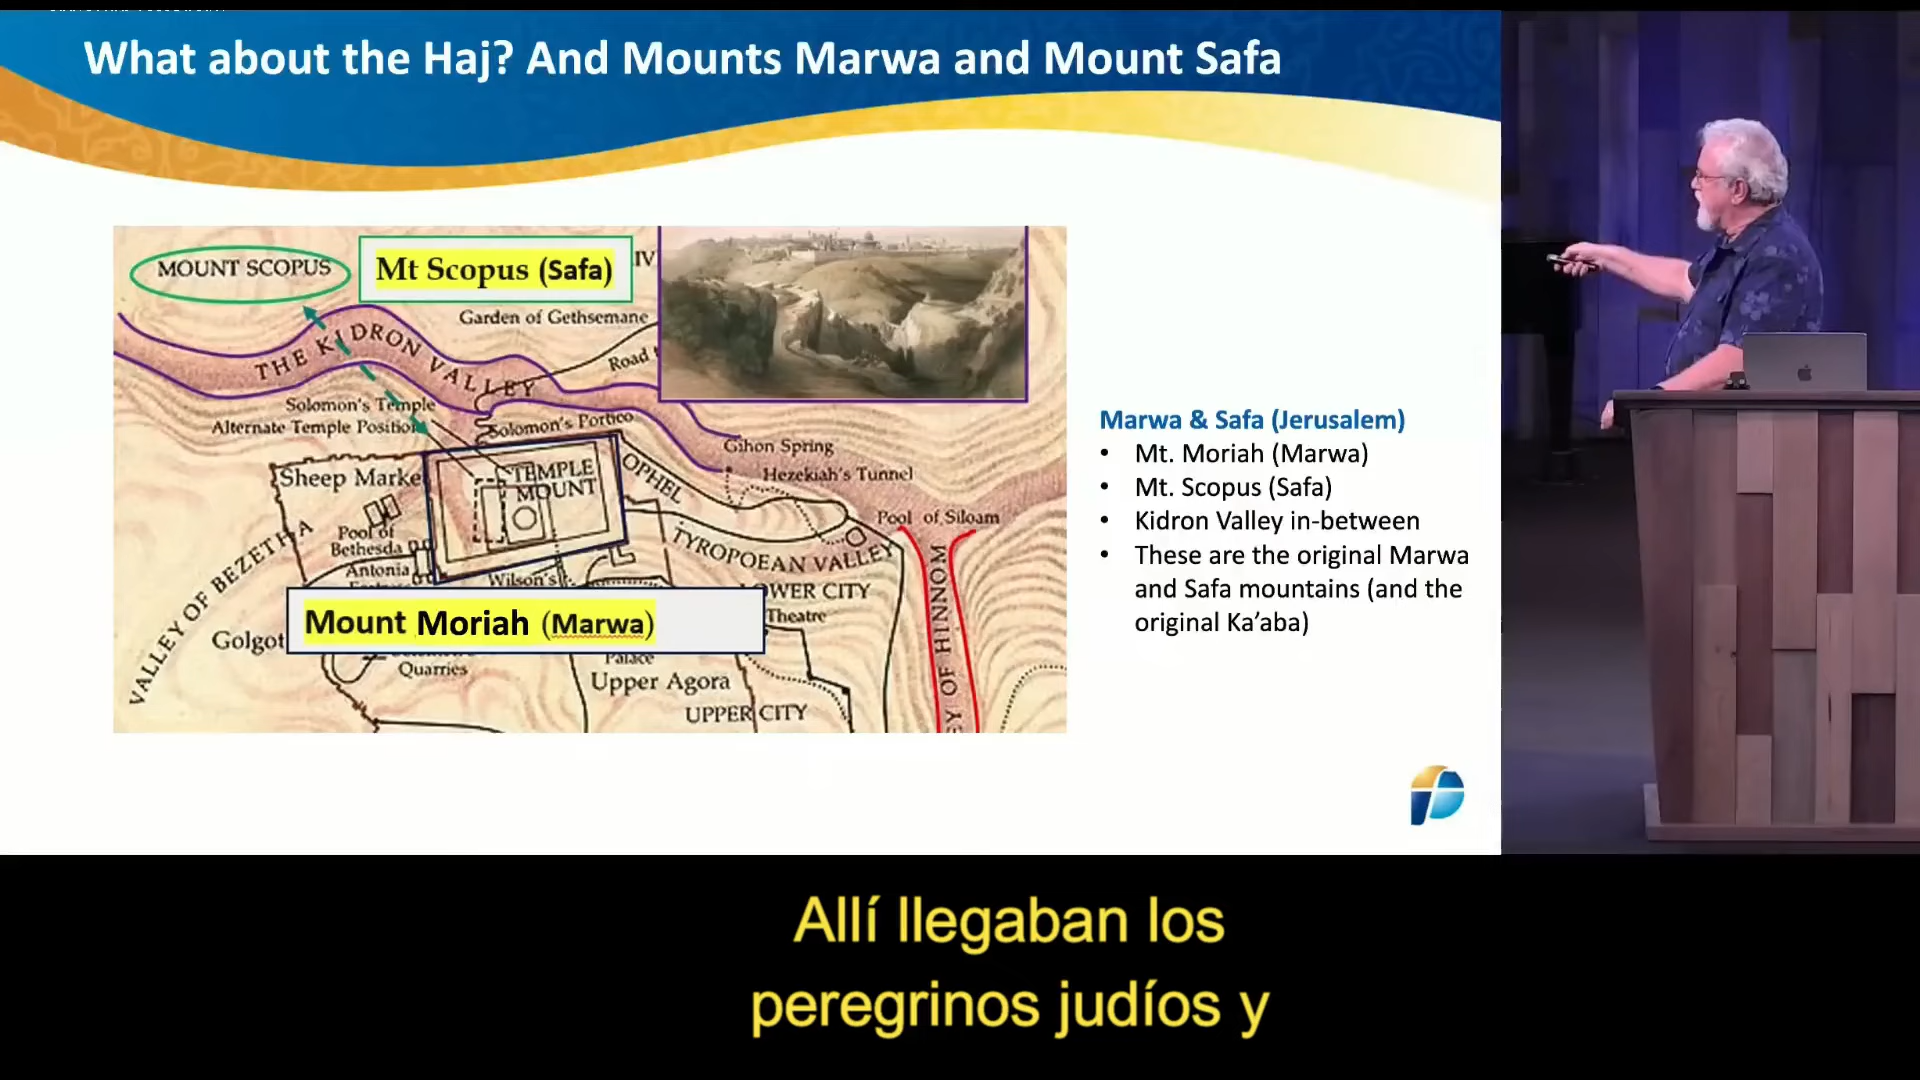 What about the Haj? And Mounts Marwa and Mount Safa
MOUNT SCOPUS
Mt Scopus (Safa)
IV
Garden of Gethsemane
THE KIDRON VALLEY
Road
Solomon's Temple
Alternate Temple Position
Solomon's Portico
Gihon Spring
Hezekiah's Tunnel
Sheep Marke
TEMPLE
MOUNT
OPHEL
Pool of Siloam
Pool of
Bethesda
TYROPOEAN VALLEY
Antonia
Wilson's
VALLEY OF BEZETHA
OWER CITY
Theatre
Mount Moriah (Marwa)
Golgot
Quarries
Palace
Upper Agora
UPPER CITY
EY OF HINNOM
Marwa & Safa (Jerusalem)
• Mt. Moriah (Marwa)
• Mt. Scopus (Safa)
• Kidron Valley in-between
• These are the original Marwa
and Safa mountains (and the
original Ka’aba)
Allí llegaban los
peregrinos judíos y